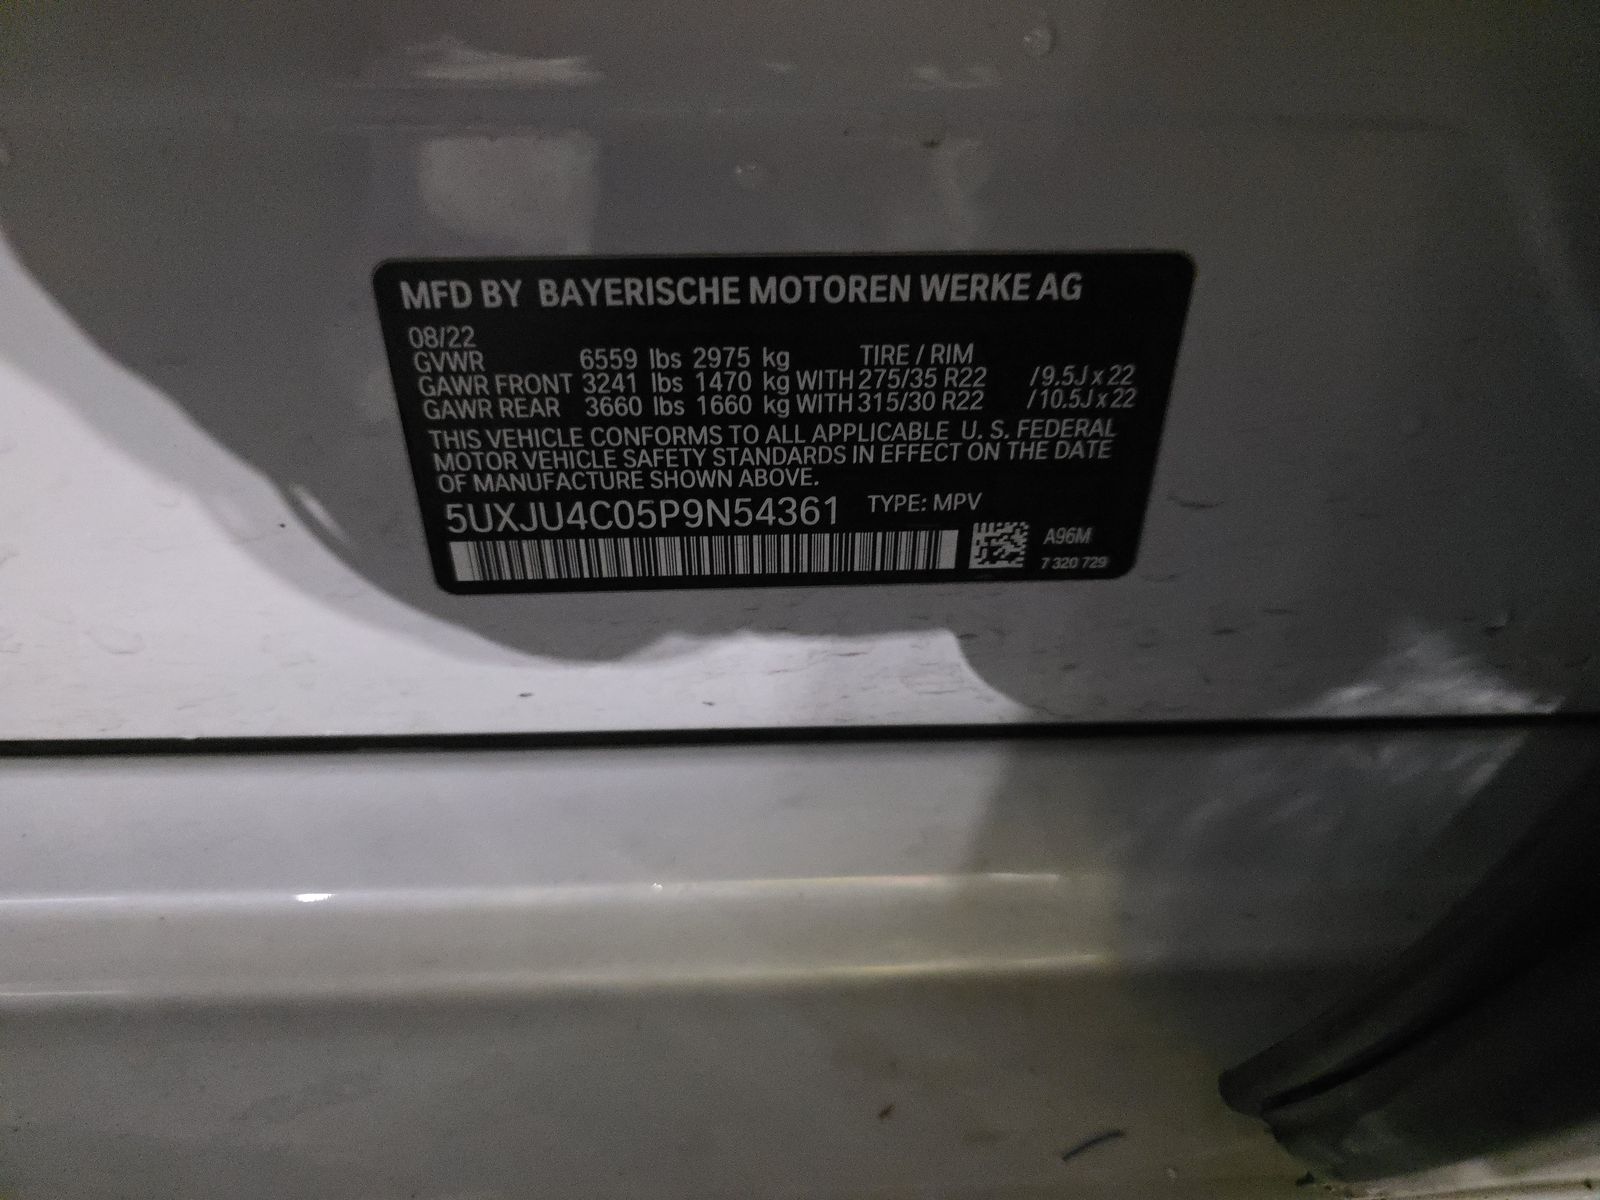 MFD BY BAYERISCHE MOTOREN WERKE AG
08/22
GVWR 6559 lbs 2975 kg TIRE / RIM
GAWR FRONT 3241 lbs 1470 kg WITH 275/35 R22 / 9.5J x 22
GAWR REAR 3660 lbs 1660 kg WITH 315/30 R22 / 10.5J x 22
THIS VEHICLE CONFORMS TO ALL APPLICABLE U. S. FEDERAL
MOTOR VEHICLE SAFETY STANDARDS IN EFFECT ON THE DATE
OF MANUFACTURE SHOWN ABOVE.
5UXJU4C05P9N54361 TYPE: MPV
A96M
7 320 729